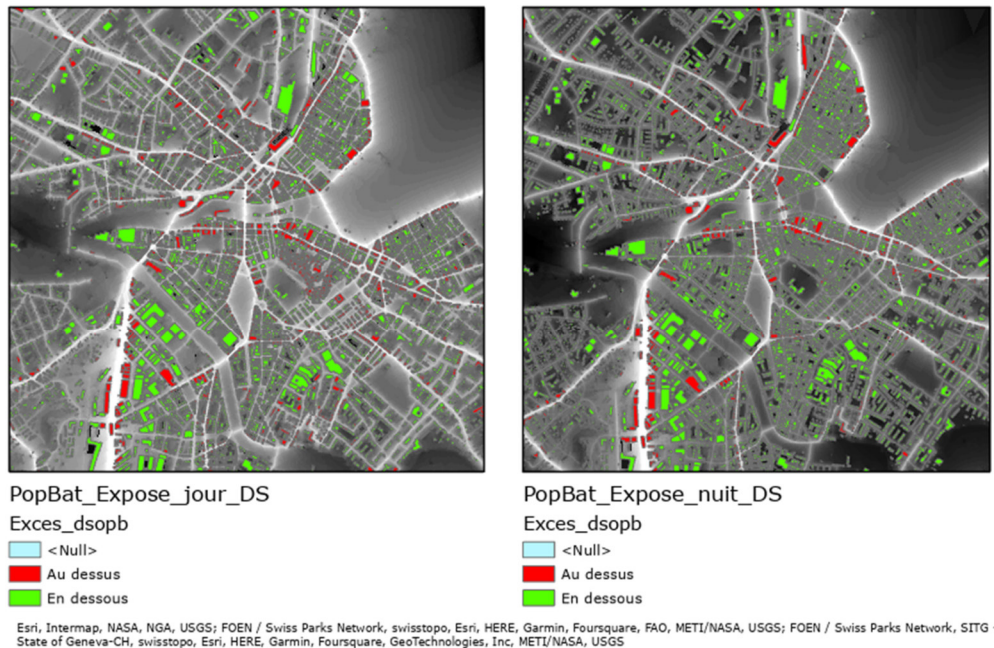 PopBat_Expose_jour_DS
Exces_dsopb
<Null>
Au dessus
En dessous
PopBat_Expose_nuit_DS
Exces_dsopb
<Null>
Au dessus
En dessous
Esri, Intermap, NASA, NGA, USGS; FOEN / Swiss Parks Network, swisstopo, Esri, HERE, Garmin, Foursquare, FAO, METI/NASA, USGS; FOEN / Swiss Parks Network, SITG
State of Geneva-CH, swisstopo, Esri, HERE, Garmin, Foursquare, GeoTechnologies, Inc, METI/NASA, USGS